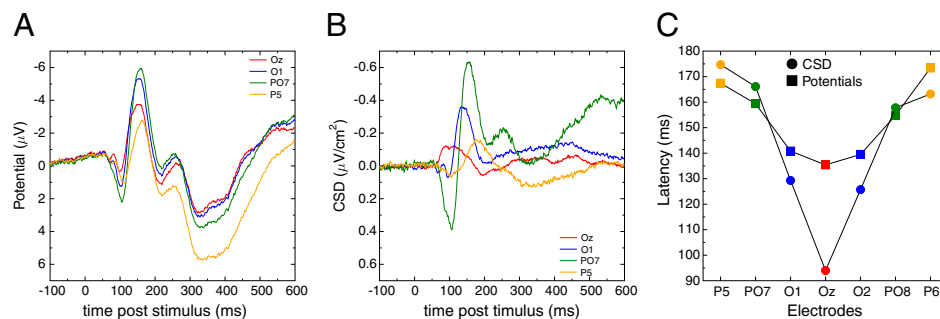 A
-6
-4
-2
0
2
4
6
Potential (µV)
Oz
O1
PO7
P5
-100 0 100 200 300 400 500 600
time post stimulus (ms)
B
-0.6
-0.4
-0.2
0.0
0.2
0.4
0.6
CSD (µV/cm²)
Oz
O1
PO7
P5
-100 0 100 200 300 400 500 600
time post timulus (ms)
C
180
170
160
150
140
130
120
110
100
90
Latency (ms)
CSD
Potentials
P5 PO7 O1 Oz O2 PO8 P6
Electrodes